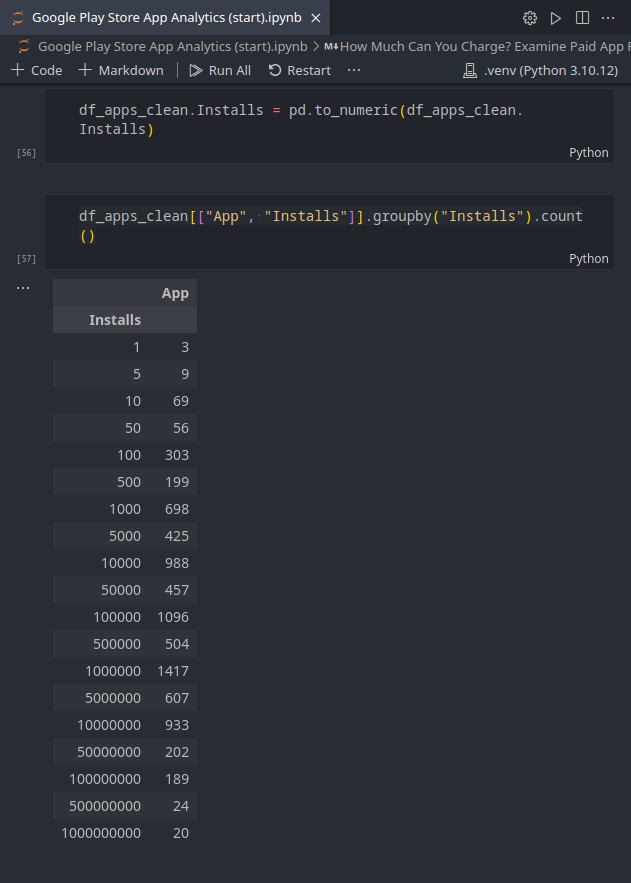 Google Play Store App Analytics (start).ipynb
Google Play Store App Analytics (start).ipynb > M↓How Much Can You Charge? Examine Paid App
+ Code + Markdown | Run All Restart ··· .venv (Python 3.10.12)
df_apps_clean.Installs = pd.to_numeric(df_apps_clean.
Installs)
[56] Python
df_apps_clean[["App", "Installs"]].groupby("Installs").count
()
[57] Python
...
App
Installs
1 3
5 9
10 69
50 56
100 303
500 199
1000 698
5000 425
10000 988
50000 457
100000 1096
500000 504
1000000 1417
5000000 607
10000000 933
50000000 202
100000000 189
500000000 24
1000000000 20